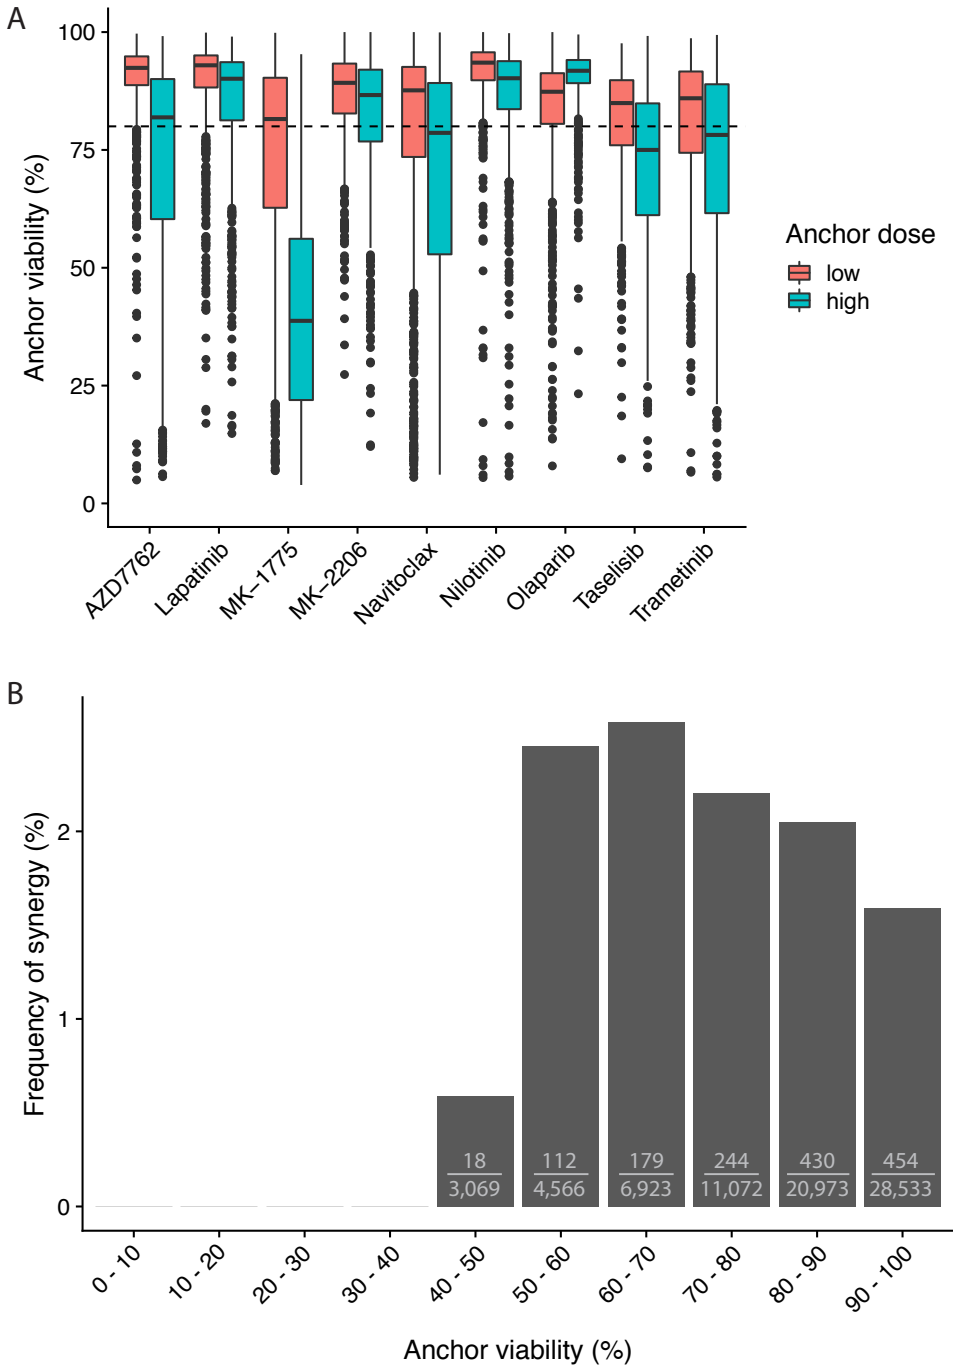 A
100
75
50
25
0
Anchor viability (%)
AZD7762
Lapatinib
MK−1775
MK−2206
Navitoclax
Nilotinib
Olaparib
Taselisib
Trametinib
Anchor dose
low
high
B
2
1
0
Frequency of synergy (%)
18
3,069
112
4,566
179
6,923
244
11,072
430
20,973
454
28,533
0 - 10
10 - 20
20 - 30
30 - 40
40 - 50
50 - 60
60 - 70
70 - 80
80 - 90
90 - 100
Anchor viability (%)